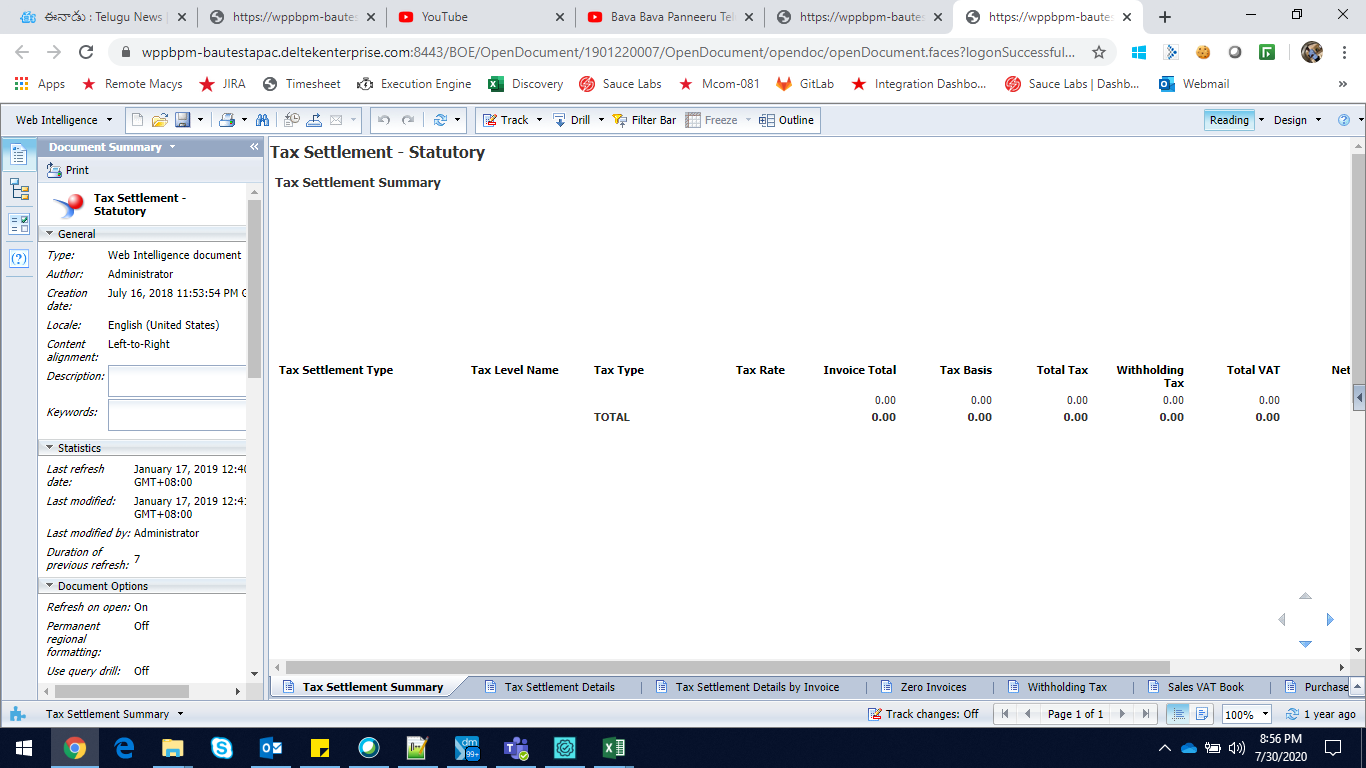 ఈనాడు : Telugu News |
https://wppbpm-bautes
YouTube
Bava Bava Panneeru Tel
https://wppbpm-bautes
https://wppbpm-bautes
wppbpm-bautestapac.deltekenterprise.com:8443/BOE/OpenDocument/1901220007/OpenDocument/opendoc/openDocument.faces?logonSuccessful...
Apps
Remote Macys
JIRA
Timesheet
Execution Engine
Discovery
Sauce Labs
Mcom-081
GitLab
Integration Dashbo...
Sauce Labs | Dashb...
Webmail
»
Web Intelligence
Track
Drill
Filter Bar
Freeze
Outline
Reading
Design
Document Summary
Print
Tax Settlement -
Statutory
General
Type: Web Intelligence document
Author: Administrator
Creation July 16, 2018 11:53:54 PM G
date:
Locale: English (United States)
Content Left-to-Right
alignment:
Description:
Keywords:
Statistics
Last refresh January 17, 2019 12:40
date: GMT+08:00
Last modified: January 17, 2019 12:41
GMT+08:00
Last modified by: Administrator
Duration of
previous refresh: 7
Document Options
Refresh on open: On
Permanent Off
regional
formatting:
Use query drill: Off
Tax Settlement - Statutory
Tax Settlement Summary
Tax Settlement Type Tax Level Name Tax Type Tax Rate Invoice Total Tax Basis Total Tax Withholding Total VAT Net
Tax
0.00 0.00 0.00 0.00 0.00
TOTAL 0.00 0.00 0.00 0.00 0.00
Tax Settlement Summary
Tax Settlement Details
Tax Settlement Details by Invoice
Zero Invoices
Withholding Tax
Sales VAT Book
Purchase
Tax Settlement Summary
Track changes: Off
Page 1 of 1
100%
1 year ago
dm
99+
8:56 PM
7/30/2020